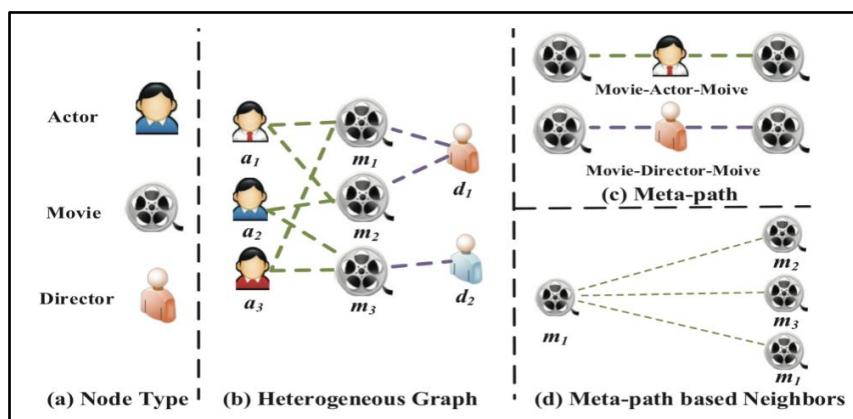 Actor
Movie
Director
(a) Node Type
a1
a2
a3
m1
m2
m3
d1
d2
(b) Heterogeneous Graph
Movie-Actor-Moive
Movie-Director-Moive
(c) Meta-path
m1
m2
m3
m1
(d) Meta-path based Neighbors